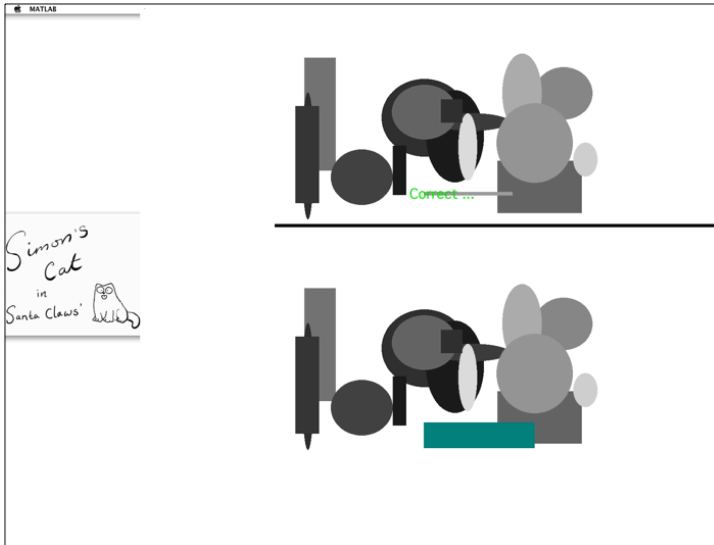 MATLAB
Simon's
Cat
in
Santa Claws'
Correct ...